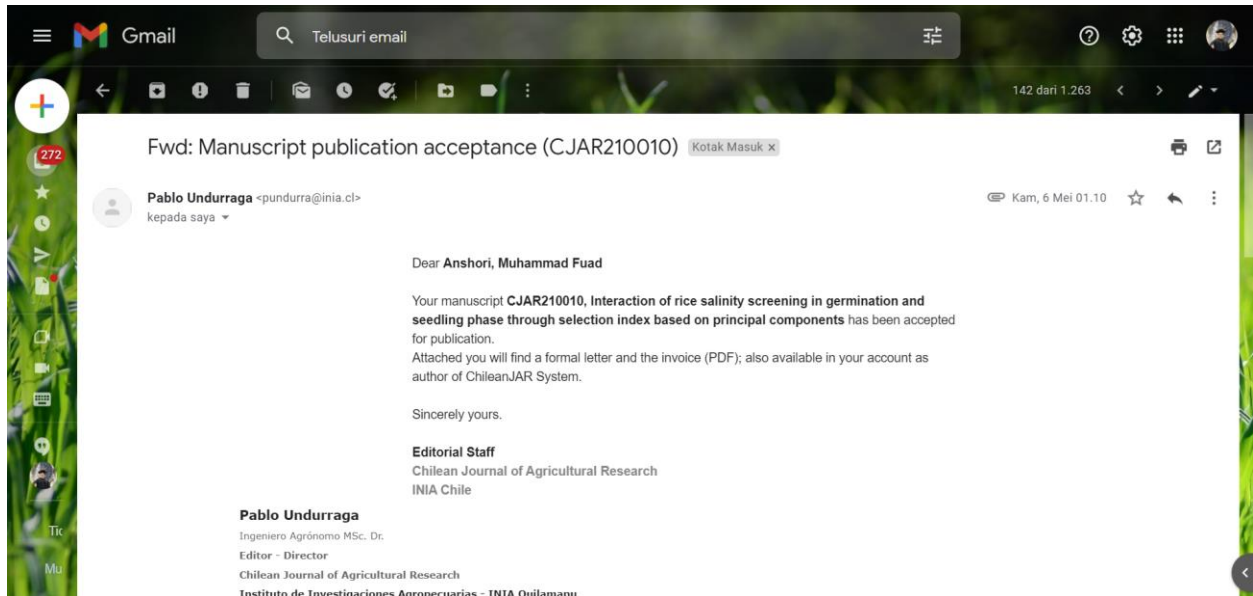 Gmail
Telusuri email
142 dari 1.263
272
Fwd: Manuscript publication acceptance (CJAR210010) Kotak Masuk x
Pablo Undurraga <pundurra@inia.cl>
Kam, 6 Mei 01.10
kepada saya
Dear Anshori, Muhammad Fuad
Your manuscript CJAR210010, Interaction of rice salinity screening in germination and
seedling phase through selection index based on principal components has been accepted
for publication.
Attached you will find a formal letter and the invoice (PDF); also available in your account as
author of ChileanJAR System.
Sincerely yours.
Editorial Staff
Chilean Journal of Agricultural Research
INIA Chile
Pablo Undurraga
Ingeniero Agrónomo MSc. Dr.
Editor - Director
Chilean Journal of Agricultural Research
Instituto de Investigaciones Agropecuarias - INIA Quilamapu
Tic
Mu